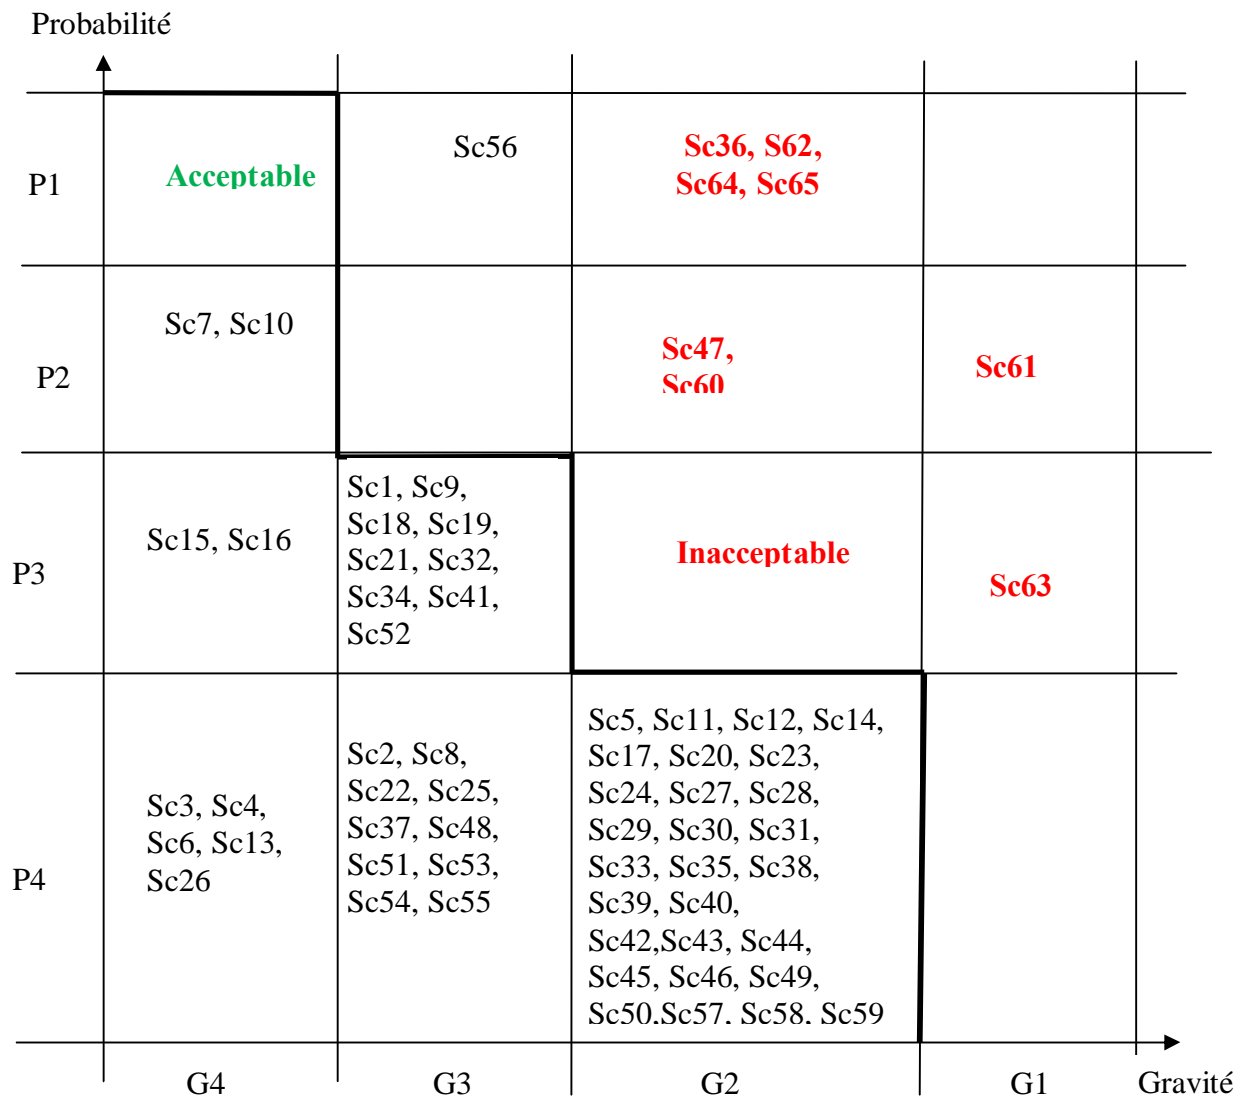 Probabilité
P1
Acceptable
Sc56
Sc36, S62,
Sc64, Sc65
P2
Sc7, Sc10
Sc47,
Sc60
Sc61
P3
Sc15, Sc16
Sc1, Sc9,
Sc18, Sc19,
Sc21, Sc32,
Sc34, Sc41,
Sc52
Inacceptable
Sc63
P4
Sc3, Sc4,
Sc6, Sc13,
Sc26
Sc2, Sc8,
Sc22, Sc25,
Sc37, Sc48,
Sc51, Sc53,
Sc54, Sc55
Sc5, Sc11, Sc12, Sc14,
Sc17, Sc20, Sc23,
Sc24, Sc27, Sc28,
Sc29, Sc30, Sc31,
Sc33, Sc35, Sc38,
Sc39, Sc40,
Sc42,Sc43, Sc44,
Sc45, Sc46, Sc49,
Sc50,Sc57, Sc58, Sc59
G4
G3
G2
G1
Gravité